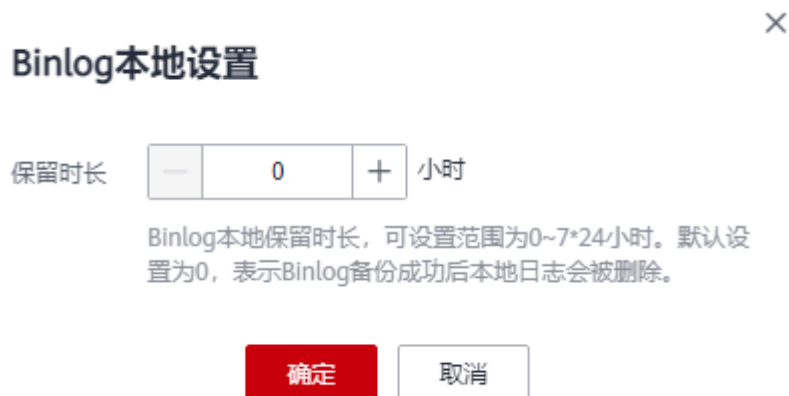 Binlog本地设置
保留时长 0 小时
Binlog本地保留时长，可设置范围为0~7*24小时。默认设
置为0，表示Binlog备份成功后本地日志会被删除。
确定 取消